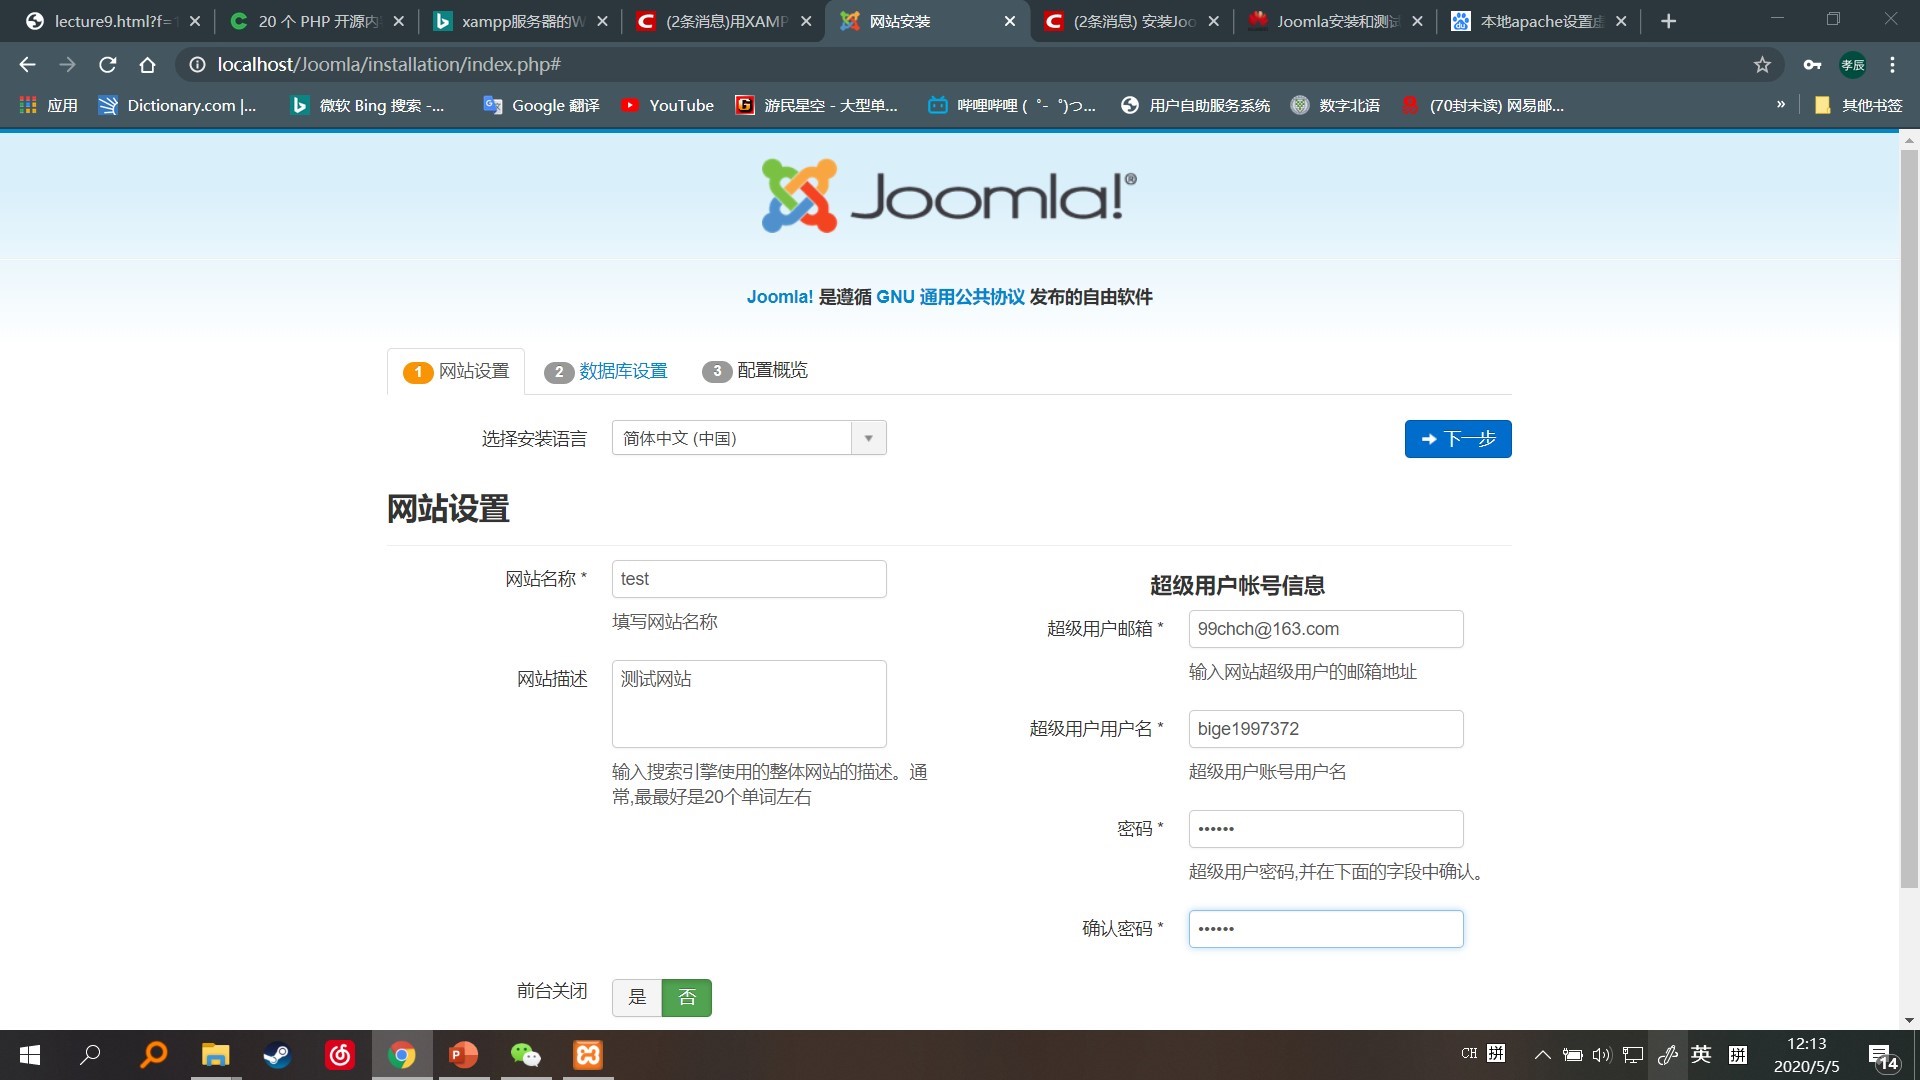 lecture9.html?f=1
20 个 PHP 开源内
xampp服务器的W
(2条消息)用XAMP
网站安装
(2条消息) 安装Joo
Joomla安装和测试
本地apache设置虚
localhost/Joomla/installation/index.php#
孝辰
应用
Dictionary.com |...
微软 Bing 搜索 -...
Google 翻译
YouTube
游民星空 - 大型单...
哔哩哔哩 ( ゜- ゜)つ...
用户自助服务系统
数字北语
(70封未读) 网易邮...
»
其他书签
Joomla!®
Joomla! 是遵循 GNU 通用公共协议 发布的自由软件
1 网站设置
2 数据库设置
3 配置概览
选择安装语言
简体中文 (中国)
下一步
网站设置
网站名称 *
test
填写网站名称
网站描述
测试网站
输入搜索引擎使用的整体网站的描述。通
常,最最好是20个单词左右
超级用户帐号信息
超级用户邮箱 *
99chch@163.com
输入网站超级用户的邮箱地址
超级用户用户名 *
bige1997372
超级用户账号用户名
密码 *
••••••
超级用户密码,并在下面的字段中确认。
确认密码 *
••••••
前台关闭
是
否
CH
拼
英
拼
12:13
2020/5/5
14